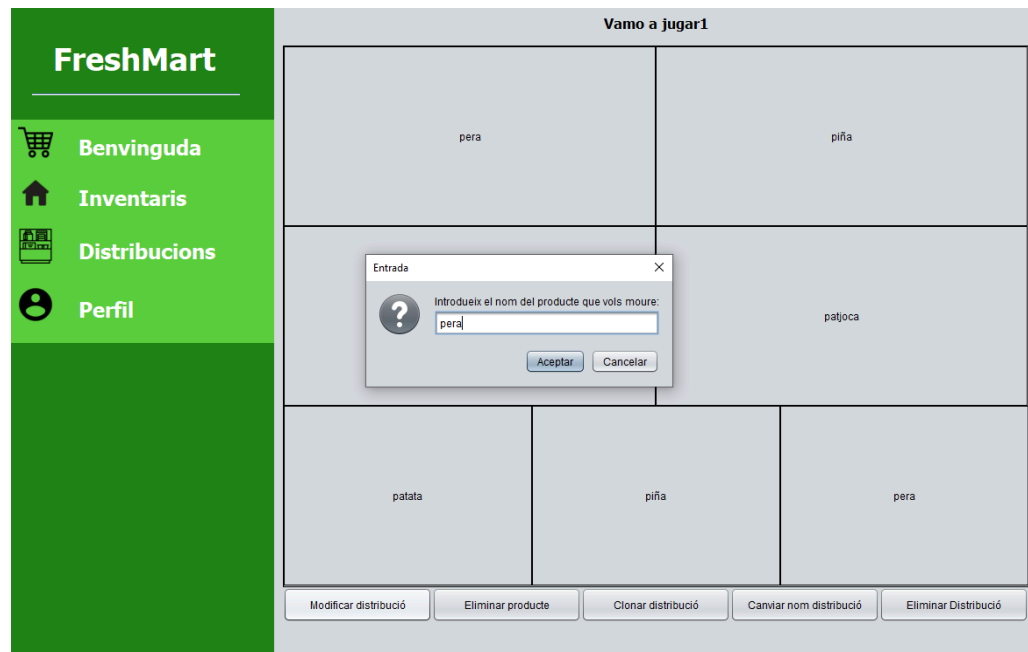 FreshMart
Benvinguda
Inventaris
Distribucions
Perfil
Vamo a jugar1
pera
piña
Entrada
Introdueix el nom del producte que vols moure:
pera
Aceptar
Cancelar
patjoca
patata
piña
pera
Modificar distribució
Eliminar producte
Clonar distribució
Canviar nom distribució
Eliminar Distribució